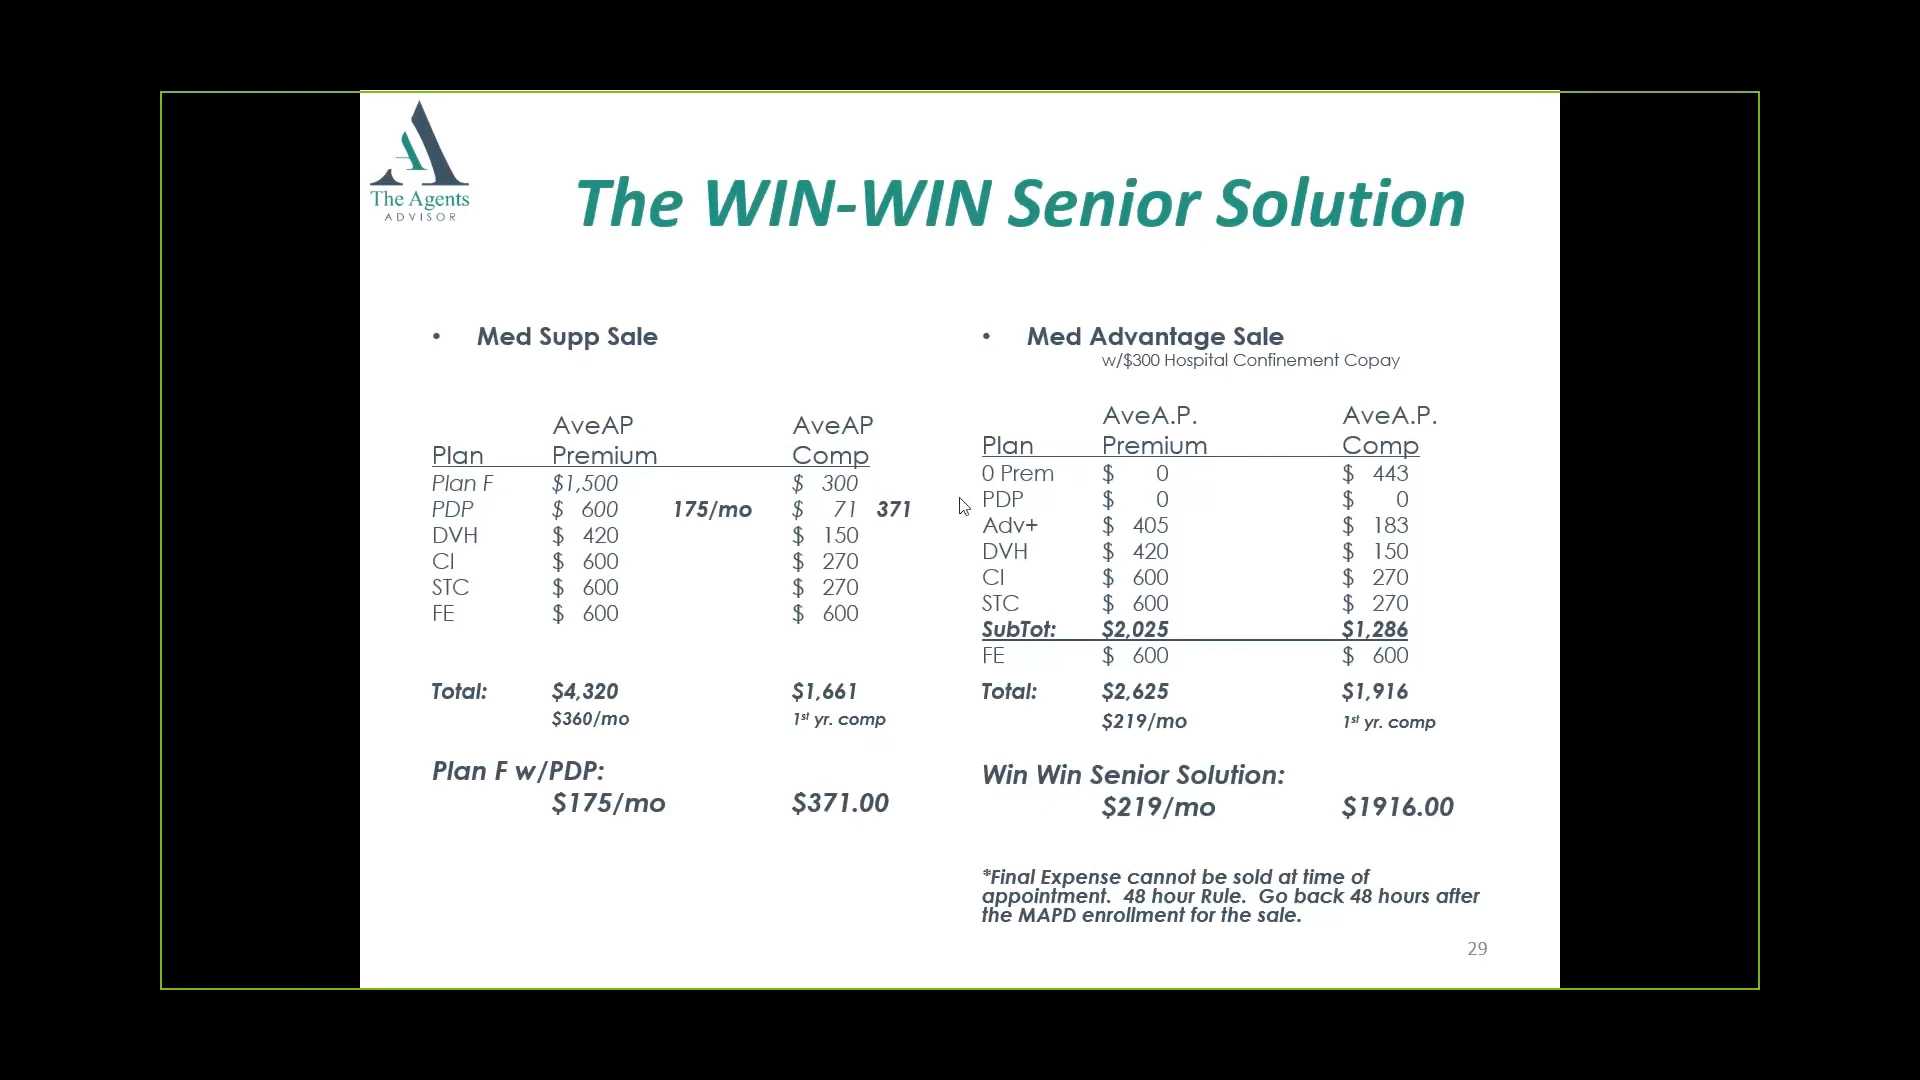 The Agents
ADVISOR
The WIN-WIN Senior Solution
• Med Supp Sale
AveAP AveAP
Plan Premium Comp
Plan F $1,500 $ 300
PDP $ 600 175/mo $ 71 371
DVH $ 420 $ 150
CI $ 600 $ 270
STC $ 600 $ 270
FE $ 600 $ 600
Total: $4,320 $1,661
$360/mo 1st yr. comp
Plan F w/PDP:
$175/mo $371.00
• Med Advantage Sale
w/$300 Hospital Confinement Copay
AveA.P. AveA.P.
Plan Premium Comp
0 Prem $ 0 $ 443
PDP $ 0 $ 0
Adv+ $ 405 $ 183
DVH $ 420 $ 150
CI $ 600 $ 270
STC $ 600 $ 270
SubTot: $2,025 $1,286
FE $ 600 $ 600
Total: $2,625 $1,916
$219/mo 1st yr. comp
Win Win Senior Solution:
$219/mo $1916.00
*Final Expense cannot be sold at time of
appointment. 48 hour Rule. Go back 48 hours after
the MAPD enrollment for the sale.
29